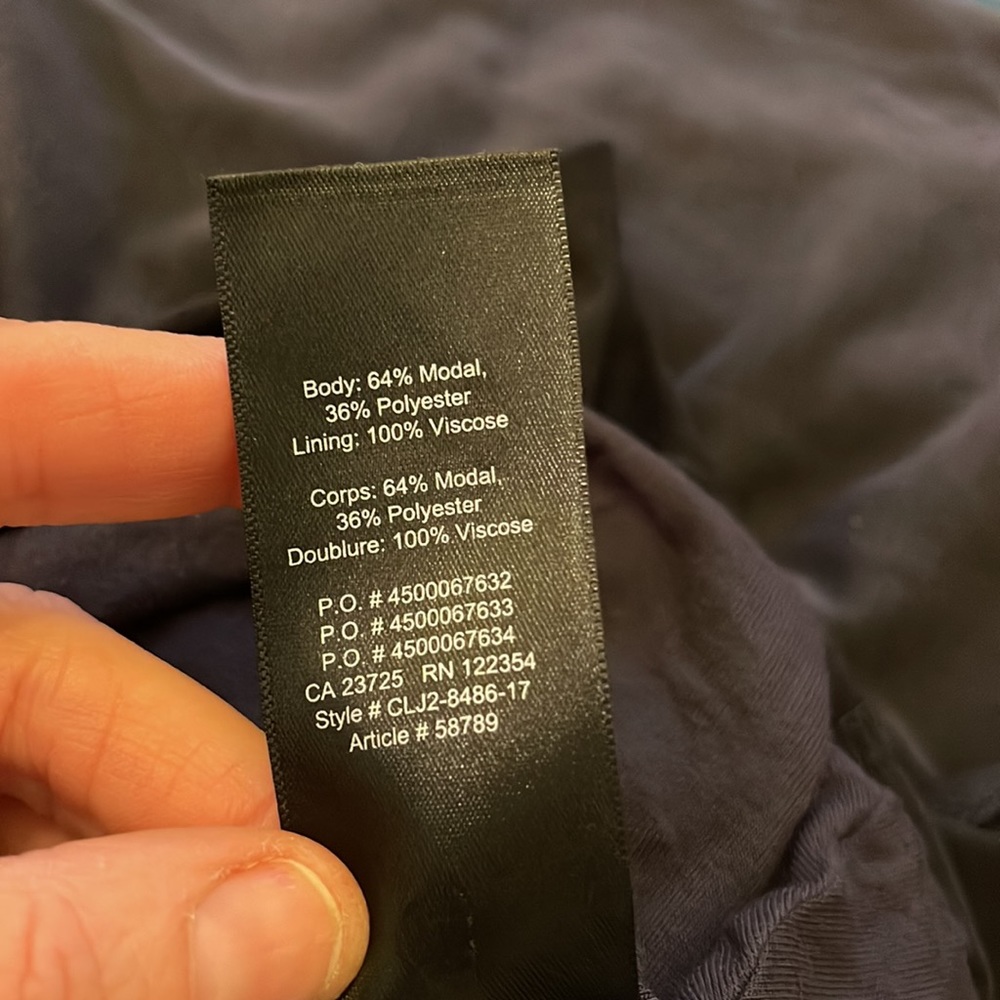 Body: 64% Modal,
36% Polyester
Lining: 100% Viscose
Corps: 64% Modal,
36% Polyester
Doublure: 100% Viscose
P.O. # 4500067632
P.O. # 4500067633
P.O. # 4500067634
CA 23725 RN 122354
Style # CLJ2-8486-17
Article # 58789